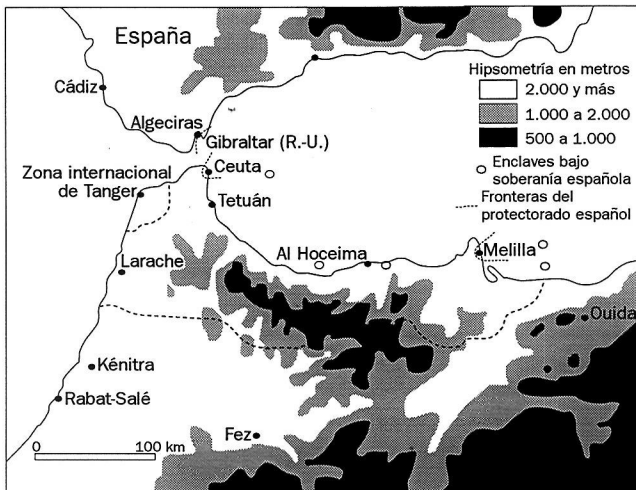 España
Cádiz
Algeciras
Gibraltar (R.-U.)
Ceuta
Zona internacional
de Tanger
Tetuán
Larache
Al Hoceima
Melilla
Ouida
Kénitra
Rabat-Salé
Fez
0 100 km
Hipsometría en metros
2.000 y más
1.000 a 2.000
500 a 1.000
Enclaves bajo
soberanía española
Fronteras del
protectorado español